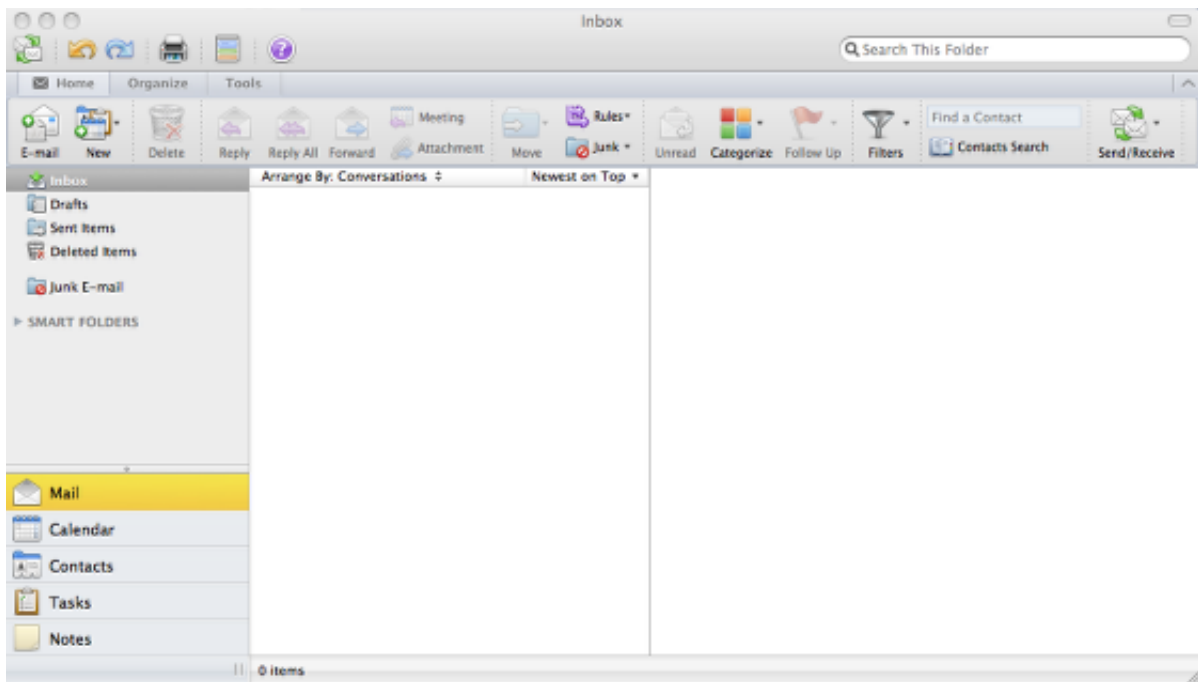 Inbox
Search This Folder
Home Organize Tools
E-mail New Delete Reply Reply All Forward Meeting Attachment Move Rules Junk Unread Categorize Follow Up Filters Find a Contact Contacts Search Send/Receive
Inbox
Drafts
Sent Items
Deleted Items
Junk E-mail
SMART FOLDERS
Arrange By: Conversations Newest on Top
Mail
Calendar
Contacts
Tasks
Notes
0 items